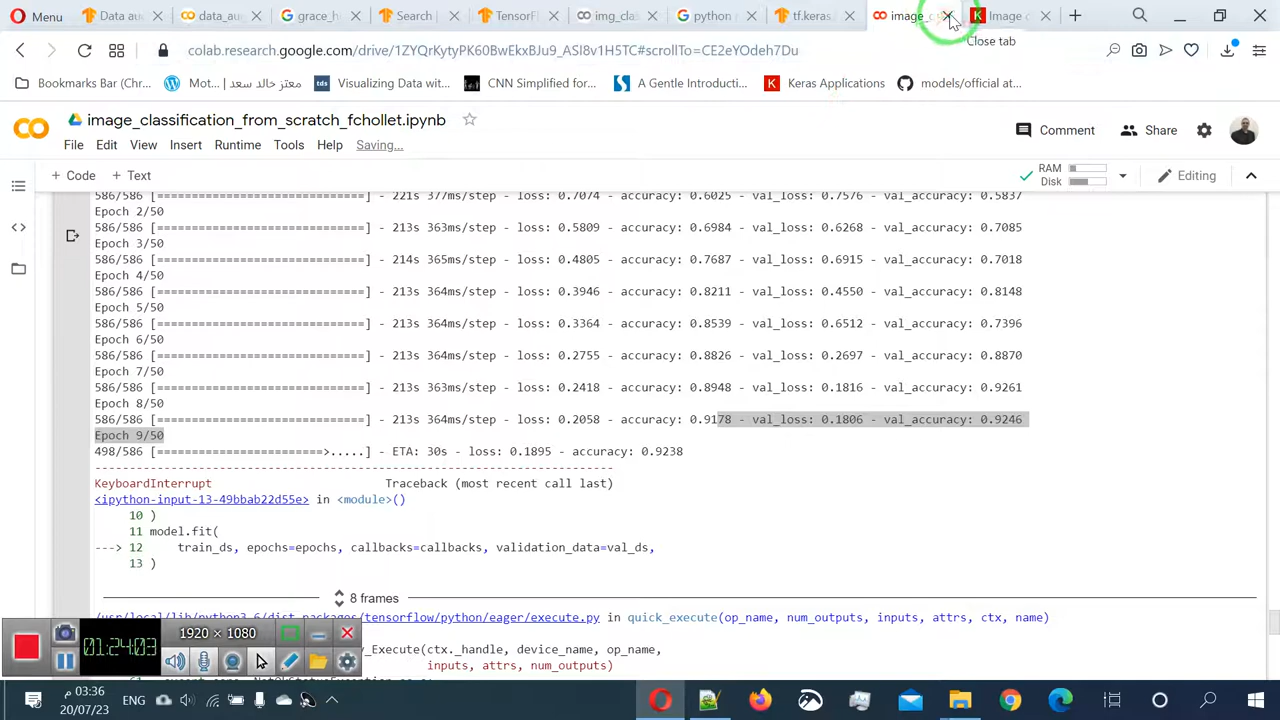 Menu
Data au
data_aug
grace_h
Search |
TensorF
img_clas
python
tf.keras
image_c
Image c
Close tab
colab.research.google.com/drive/1ZYQrKytyPK60BwEkxBJu9_ASl8v1H5TC#scrollTo=CE2eYOdeh7Du
Bookmarks Bar (Chr...
Mot... | معتز خالد سعد
Visualizing Data wi...
CNN Simplified for...
A Gentle Introducti...
Keras Applications
models/official at...
image_classification_from_scratch_fchollet.ipynb
Comment
Share
File Edit View Insert Runtime Tools Help Saving...
+ Code + Text
RAM
Disk
Editing
586/586 [==============================] - 221s 377ms/step - loss: 0.7074 - accuracy: 0.6025 - val_loss: 0.7576 - val_accuracy: 0.5837
Epoch 2/50
586/586 [==============================] - 213s 363ms/step - loss: 0.5809 - accuracy: 0.6984 - val_loss: 0.6268 - val_accuracy: 0.7085
Epoch 3/50
586/586 [==============================] - 214s 365ms/step - loss: 0.4805 - accuracy: 0.7687 - val_loss: 0.6915 - val_accuracy: 0.7018
Epoch 4/50
586/586 [==============================] - 213s 364ms/step - loss: 0.3946 - accuracy: 0.8211 - val_loss: 0.4550 - val_accuracy: 0.8148
Epoch 5/50
586/586 [==============================] - 213s 364ms/step - loss: 0.3364 - accuracy: 0.8539 - val_loss: 0.6512 - val_accuracy: 0.7396
Epoch 6/50
586/586 [==============================] - 213s 364ms/step - loss: 0.2755 - accuracy: 0.8826 - val_loss: 0.2697 - val_accuracy: 0.8870
Epoch 7/50
586/586 [==============================] - 213s 363ms/step - loss: 0.2418 - accuracy: 0.8948 - val_loss: 0.1816 - val_accuracy: 0.9261
Epoch 8/50
586/586 [==============================] - 213s 364ms/step - loss: 0.2058 - accuracy: 0.9178 - val_loss: 0.1806 - val_accuracy: 0.9246
Epoch 9/50
498/586 [========================>.....] - ETA: 30s - loss: 0.1895 - accuracy: 0.9238
---------------------------------------------------------------------------
KeyboardInterrupt Traceback (most recent call last)
<ipython-input-13-49bbab22d55e> in <module>()
10 )
11 model.fit(
---> 12 train_ds, epochs=epochs, callbacks=callbacks, validation_data=val_ds,
13 )
8 frames
/usr/local/lib/python3.6/dist-packages/tensorflow/python/eager/execute.py in quick_execute(op_name, num_outputs, inputs, attrs, ctx, name)
_Execute(ctx._handle, device_name, op_name,
inputs, attrs, num_outputs)
01:24:03
1920 × 1080
03:36 م
20/07/23
ENG